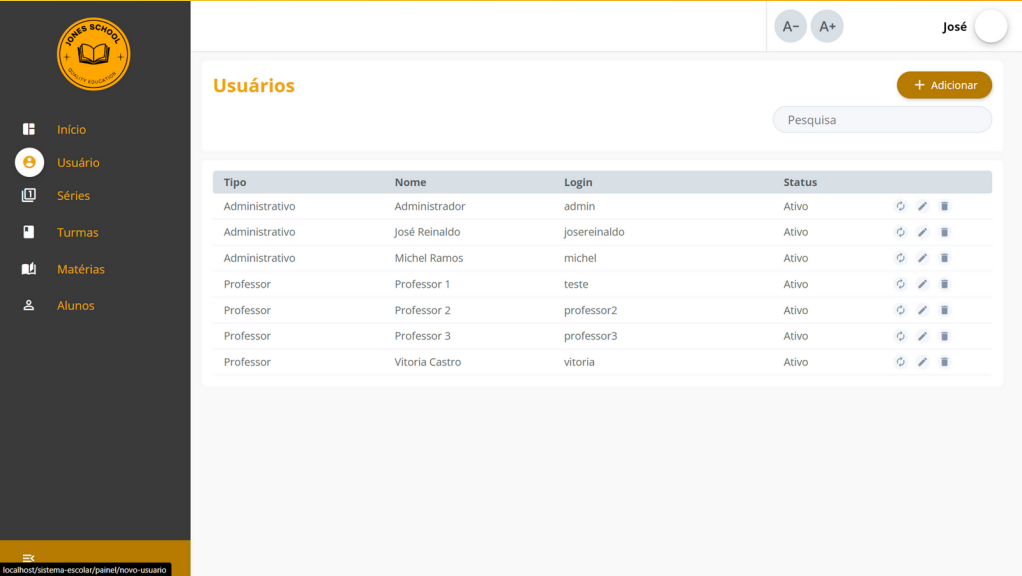 JONES SCHOOL
QUALITY EDUCATION
A- A+ José
Início
Usuário
Séries
Turmas
Matérias
Alunos
Usuários
+ Adicionar
Pesquisa
Tipo Nome Login Status
Administrativo Administrador admin Ativo
Administrativo José Reinaldo josereinaldo Ativo
Administrativo Michel Ramos michel Ativo
Professor Professor 1 teste Ativo
Professor Professor 2 professor2 Ativo
Professor Professor 3 professor3 Ativo
Professor Vitoria Castro vitoria Ativo
localhost/sistema-escolar/painel/novo-usuario